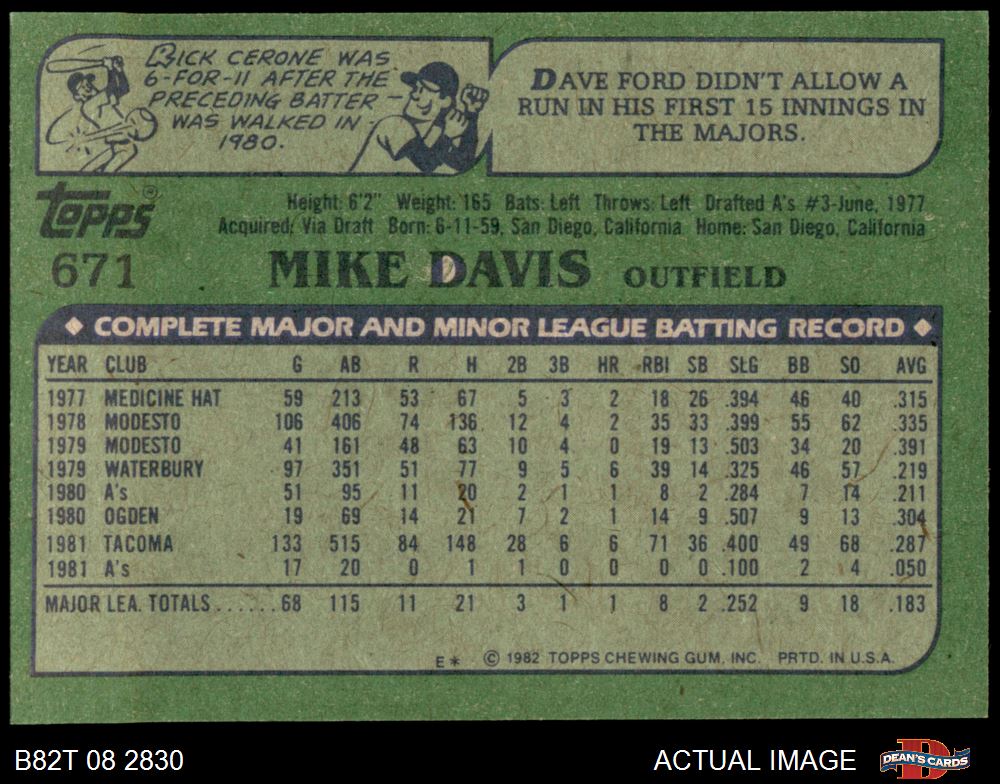 RICK CERONE WAS
6-FOR-11 AFTER THE
PRECEDING BATTER
WAS WALKED IN
1980.
DAVE FORD DIDN'T ALLOW A
RUN IN HIS FIRST 15 INNINGS IN
THE MAJORS.
Topps®
Height: 6'2" Weight: 165 Bats: Left Throws: Left Drafted A's #3-June, 1977
Acquired: Via Draft Born: 6-11-59, San Diego, California Home: San Diego, California
671 MIKE DAVIS OUTFIELD
◆ COMPLETE MAJOR AND MINOR LEAGUE BATTING RECORD ◆
YEAR CLUB G AB R H 2B 3B HR RBI SB SLG BB SO AVG
1977 MEDICINE HAT 59 213 53 67 5 3 2 18 26 .394 46 40 .315
1978 MODESTO 106 406 74 136 12 4 2 35 33 .399 55 62 .335
1979 MODESTO 41 161 48 63 10 4 0 19 13 .503 34 20 .391
1979 WATERBURY 97 351 51 77 9 5 6 39 14 .325 46 57 .219
1980 A's 51 95 11 20 2 1 1 8 2 .284 7 14 .211
1980 OGDEN 19 69 14 21 7 2 1 14 9 .507 9 13 .304
1981 TACOMA 133 515 84 148 28 6 6 71 36 .400 49 68 .287
1981 A's 17 20 0 1 1 0 0 0 0 .100 2 4 .050
MAJOR LEA. TOTALS......68 115 11 21 3 1 1 8 2 .252 9 18 .183
E* © 1982 TOPPS CHEWING GUM, INC. PRTD. IN U.S.A.
B82T 08 2830 ACTUAL IMAGE D DEAN'S CARDS